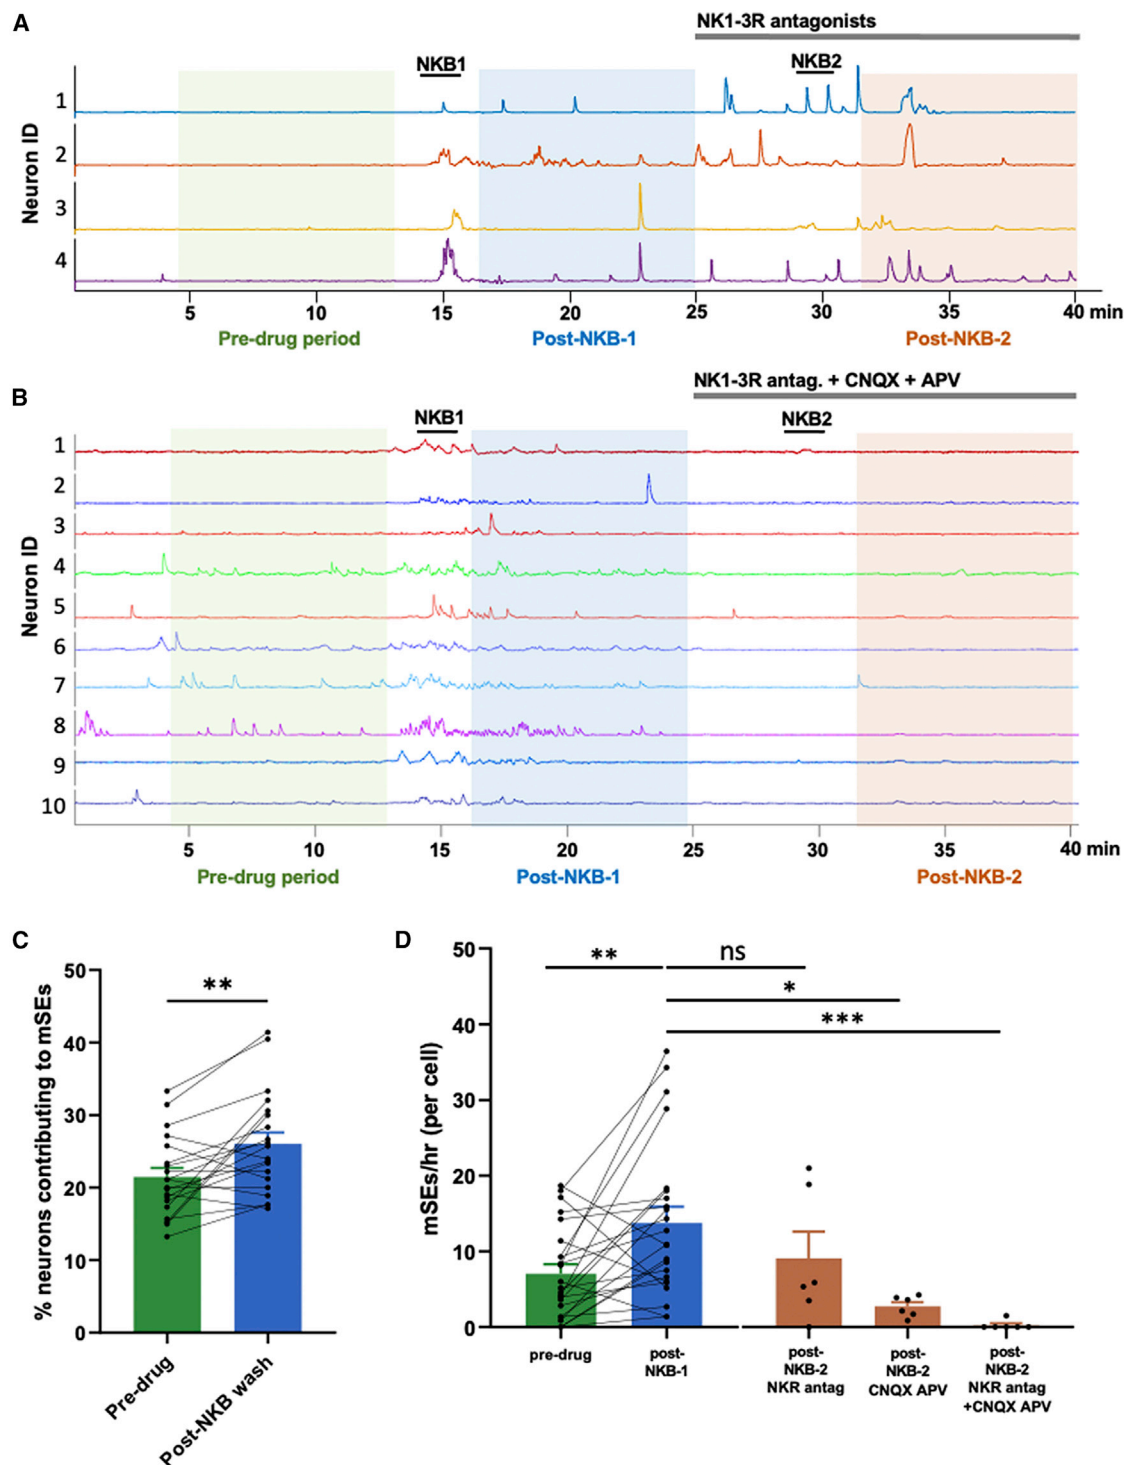 A
NK1-3R antagonists
NKB1
NKB2
Neuron ID
1
2
3
4
5 10 15 20 25 30 35 40 min
Pre-drug period Post-NKB-1 Post-NKB-2
B
NK1-3R antag. + CNQX + APV
NKB1
NKB2
Neuron ID
1
2
3
4
5
6
7
8
9
10
5 10 15 20 25 30 35 40 min
Pre-drug period Post-NKB-1 Post-NKB-2
C
% neurons contributing to mSEs
50
40
30
20
10
0
**
Pre-drug
Post-NKB wash
D
mSEs/hr (per cell)
50
40
30
20
10
0
** ns
*
***
pre-drug
post-
NKB-1
post-
NKB-2
NKR antag
post-
NKB-2
CNQX APV
post-
NKB-2
NKR antag
+CNQX APV